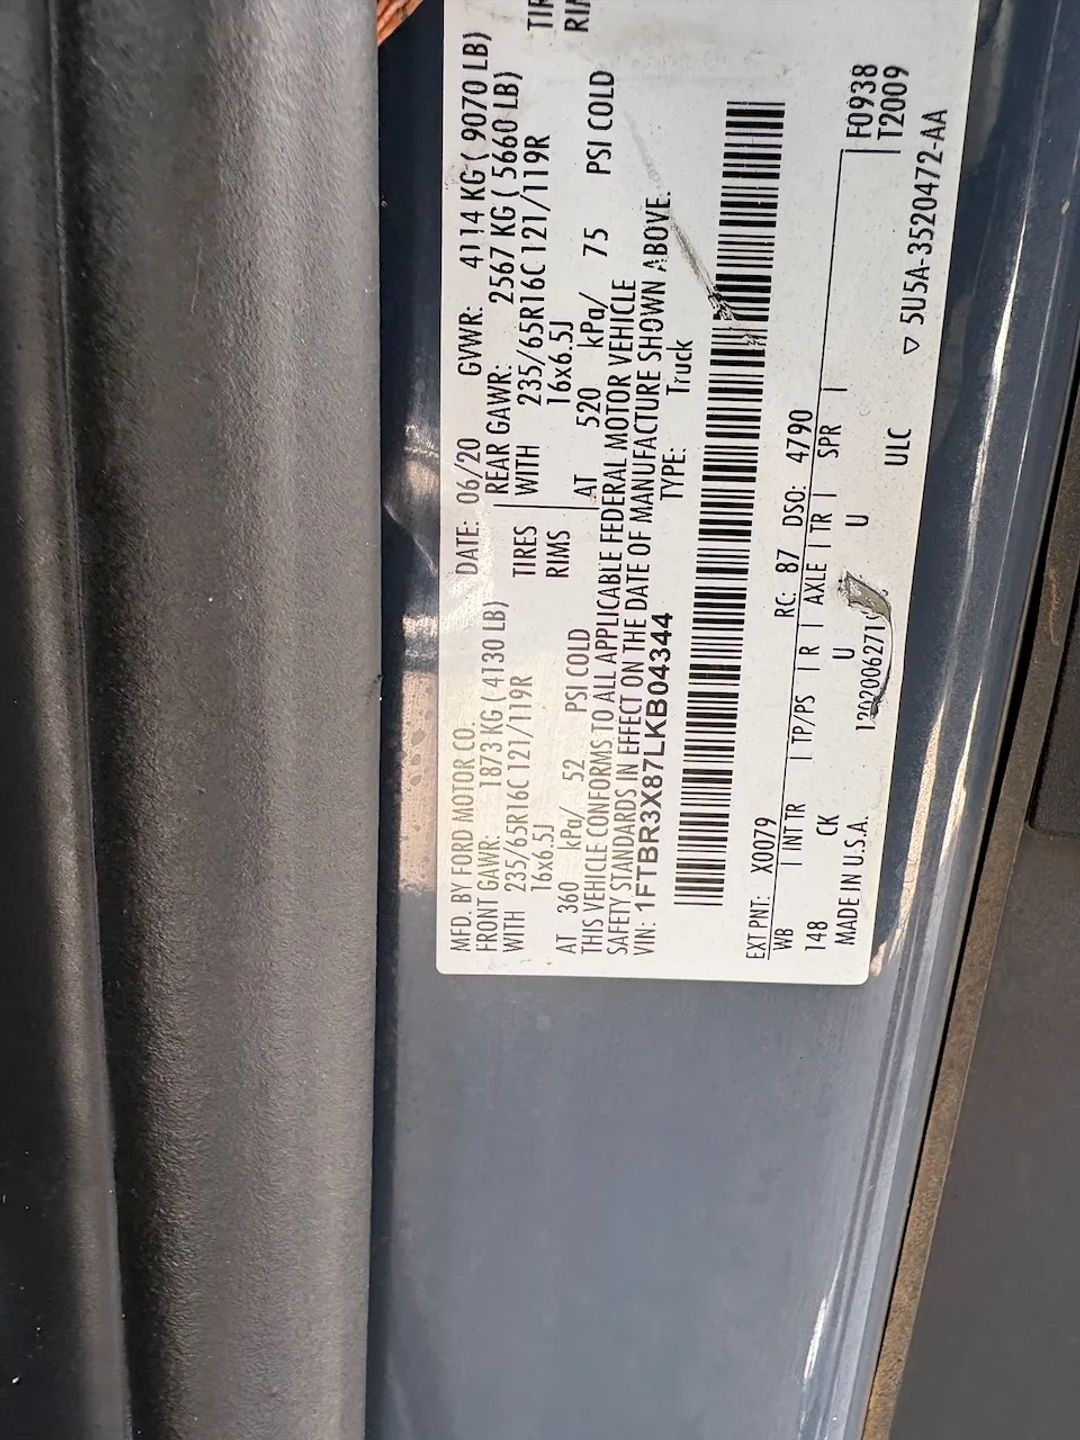 MFD. BY FORD MOTOR CO. DATE: 06/20 GVWR: 4114 KG ( 9070 LB)
FRONT GAWR: 1873 KG ( 4130 LB) REAR GAWR: 2567 KG ( 5660 LB)
WITH 235/65R16C 121/119R TIRES WITH 235/65R16C 121/119R
16x6.5J RIMS 16x6.5J
AT 360 kPa/ 52 PSI COLD AT 520 kPa/ 75 PSI COLD
THIS VEHICLE CONFORMS TO ALL APPLICABLE FEDERAL MOTOR VEHICLE
SAFETY STANDARDS IN EFFECT ON THE DATE OF MANUFACTURE SHOWN ABOVE.
VIN: 1FTBR3X87LKB04344 TYPE: Truck
EXT PNT: X0079 RC: 87 DSO: 4790 F0938
WB INT TR TP/PS R AXLE TR SPR T2009
148 CK U U
MADE IN U.S.A. ULC ▽ 5U5A-3520472-AA